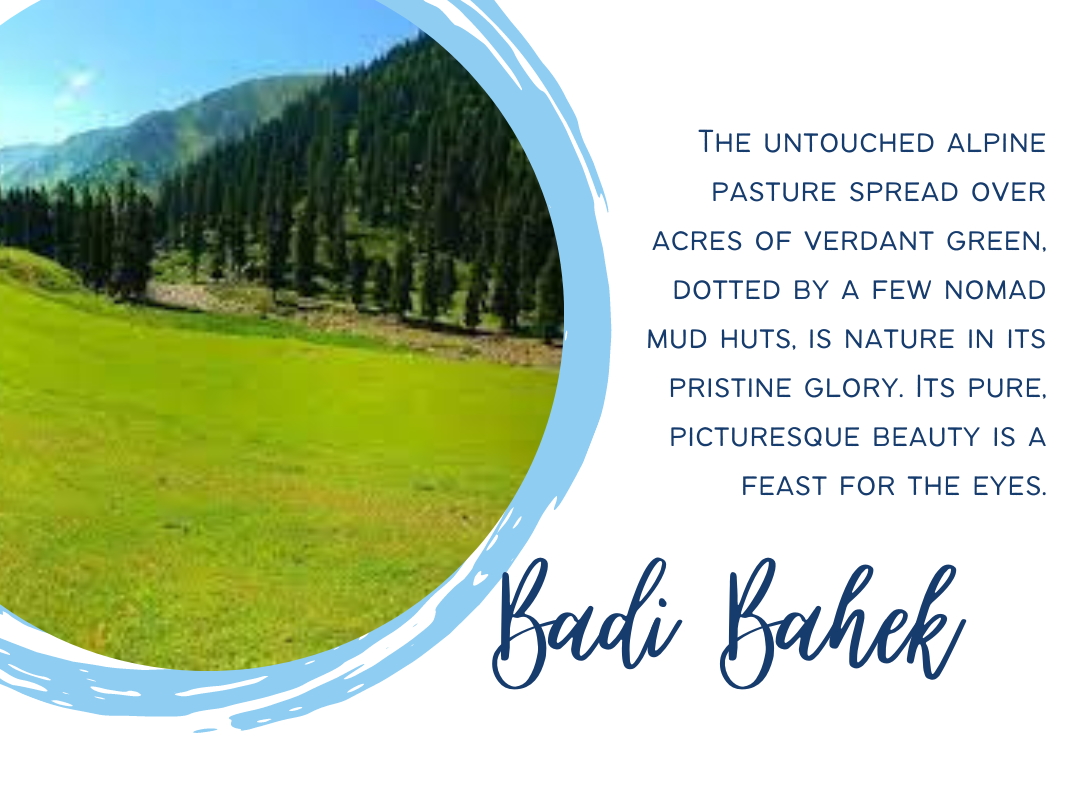 The untouched alpine
pasture spread over
acres of verdant green,
dotted by a few nomad
mud huts, is nature in its
pristine glory. Its pure,
picturesque beauty is a
feast for the eyes.
Badi Bahek